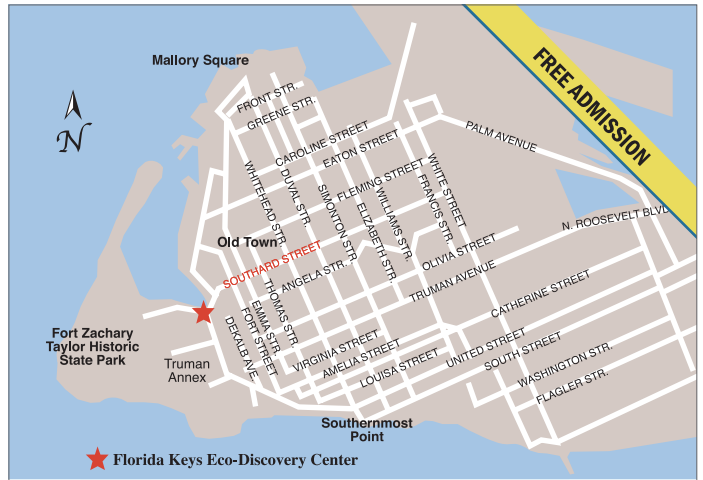 Mallory Square
FREE ADMISSION
N
FRONT STR.
GREENE STR.
CAROLINE STREET
EATON STREET
PALM AVENUE
FLEMING STREET
WHITEHEAD STR.
DUVAL STR.
SIMONTON STR.
ELIZABETH STR.
WILLIAMS STR.
FRANCIS STR.
WHITE STREET
N. ROOSEVELT BLVD
Old Town
SOUTHARD STREET
ANGELA STR.
OLIVIA STREET
TRUMAN AVENUE
THOMAS STR.
EMMA STR.
FORT STREET
DEKALB AVE.
CATHERINE STREET
Fort Zachary
Taylor Historic
State Park
Truman
Annex
VIRGINIA STREET
AMELIA STREET
LOUISA STREET
UNITED STREET
SOUTH STREET
WASHINGTON STR.
FLAGLER STR.
Southernmost
Point
Florida Keys Eco-Discovery Center